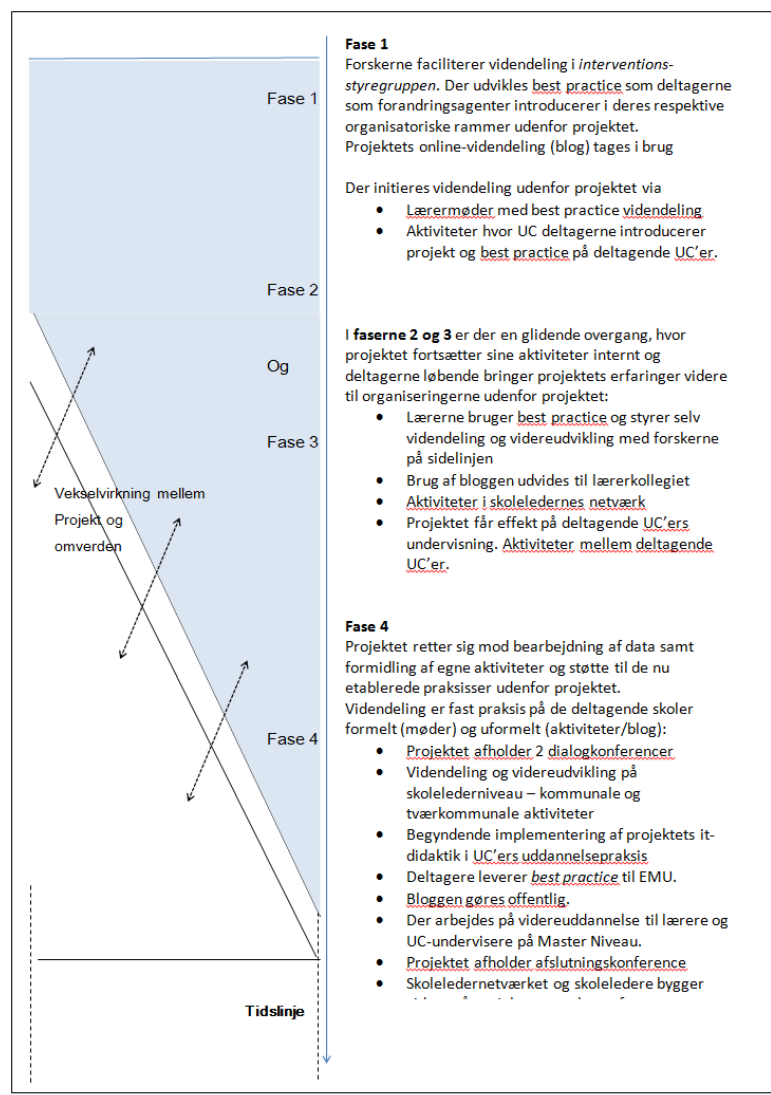 Fase 1
Fase 2
Og
Fase 3
Vekselvirkning mellem
Projekt og
omverden
Fase 4
Tidslinje
Fase 1
Forskerne faciliterer videndeling i interventions-
styregruppen. Der udvikles best practice som deltagerne
som forandringsagenter introducerer i deres respektive
organisatoriske rammer udenfor projektet.
Projektets online-videndeling (blog) tages i brug
Der initieres videndeling udenfor projektet via
• Lærermøder med best practice videndeling
• Aktiviteter hvor UC deltagerne introducerer
projekt og best practice på deltagende UC’er.
I faserne 2 og 3 er der en glidende overgang, hvor
projektet fortsætter sine aktiviteter internt og
deltagerne løbende bringer projektets erfaringer videre
til organiseringerne udenfor projektet:
• Lærerne bruger best practice og styrer selv
videndeling og videreudvikling med forskerne
på sidelinjen
• Brug af bloggen udvides til lærerkollegiet
• Aktiviteter i skoleledernes netværk
• Projektet får effekt på deltagende UC’ers
undervisning. Aktiviteter mellem deltagende
UC’er.
Fase 4
Projektet retter sig mod bearbejdning af data samt
formidling af egne aktiviteter og støtte til de nu
etablerede praksisser udenfor projektet.
Videndeling er fast praksis på de deltagende skoler
formelt (møder) og uformelt (aktiviteter/blog):
• Projektet afholder 2 dialogkonferencer
• Videndeling og videreudvikling på
skolelederniveau – kommunale og
tværkommunale aktiviteter
• Begyndende implementering af projektets it-
didaktik i UC’ers uddannelsepraksis
• Deltagere leverer best practice til EMU.
• Bloggen gøres offentlig.
• Der arbejdes på videreuddannelse til lærere og
UC-undervisere på Master Niveau.
• Projektet afholder afslutningskonference
• Skoleledernetværket og skoleledere bygger